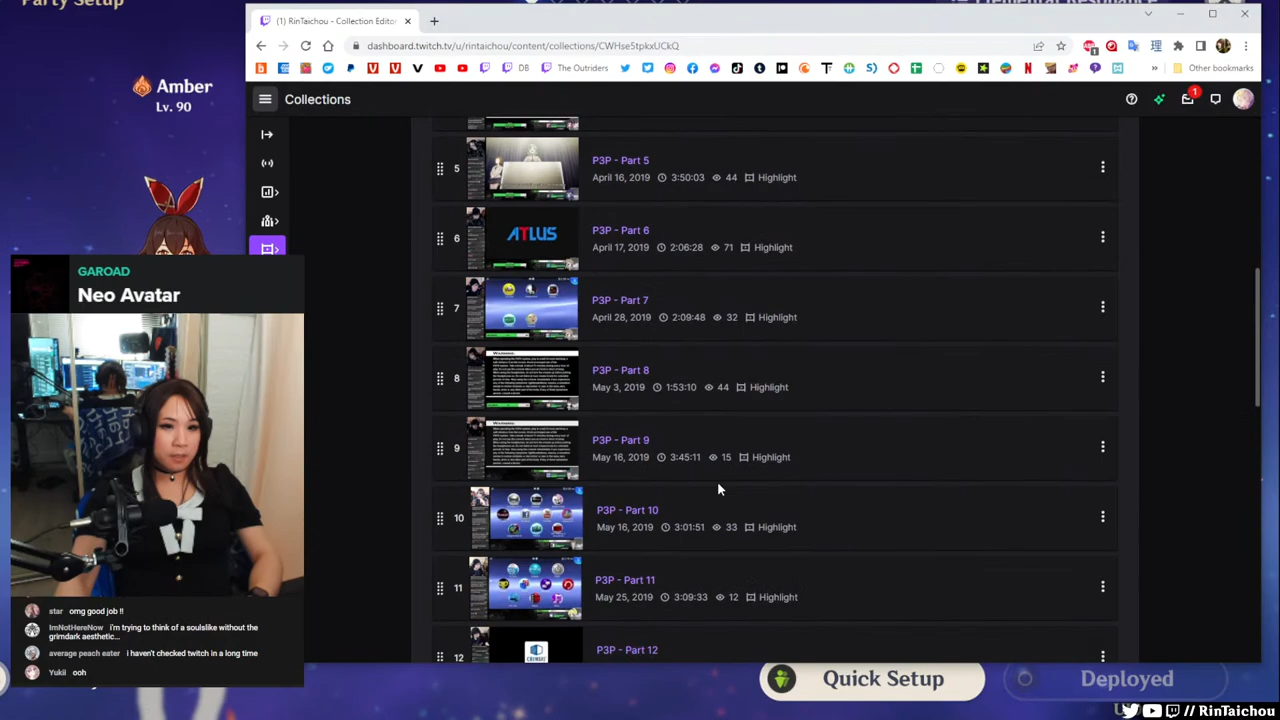 Party Setup
Elemental Resonance
(1) RinTaichou - Collection Editor
dashboard.twitch.tv/u/rintaichou/content/collections/CWHse5tpkxUCkQ
DB
The Outriders
Other bookmarks
Collections
1
Amber
Lv. 90
5
P3P - Part 5
April 16, 2019 3:50:03 44 Highlight
6
ATLUS
P3P - Part 6
April 17, 2019 2:06:28 71 Highlight
7
P3P - Part 7
April 28, 2019 2:09:48 32 Highlight
8
P3P - Part 8
May 3, 2019 1:53:10 84 Highlight
9
P3P - Part 9
May 16, 2019 3:45:11 15 Highlight
10
P3P - Part 10
May 16, 2019 3:01:51 33 Highlight
11
P3P - Part 11
May 25, 2019 3:09:33 12 Highlight
12
P3P - Part 12
GAROAD
Neo Avatar
star omg good job !!
ImNotHereNow i'm trying to think of a soulslike without the
grimdark aesthetic...
average peach eater i haven't checked twitch in a long time
Yukii ooh
Quick Setup
Deployed
// RinTaichou